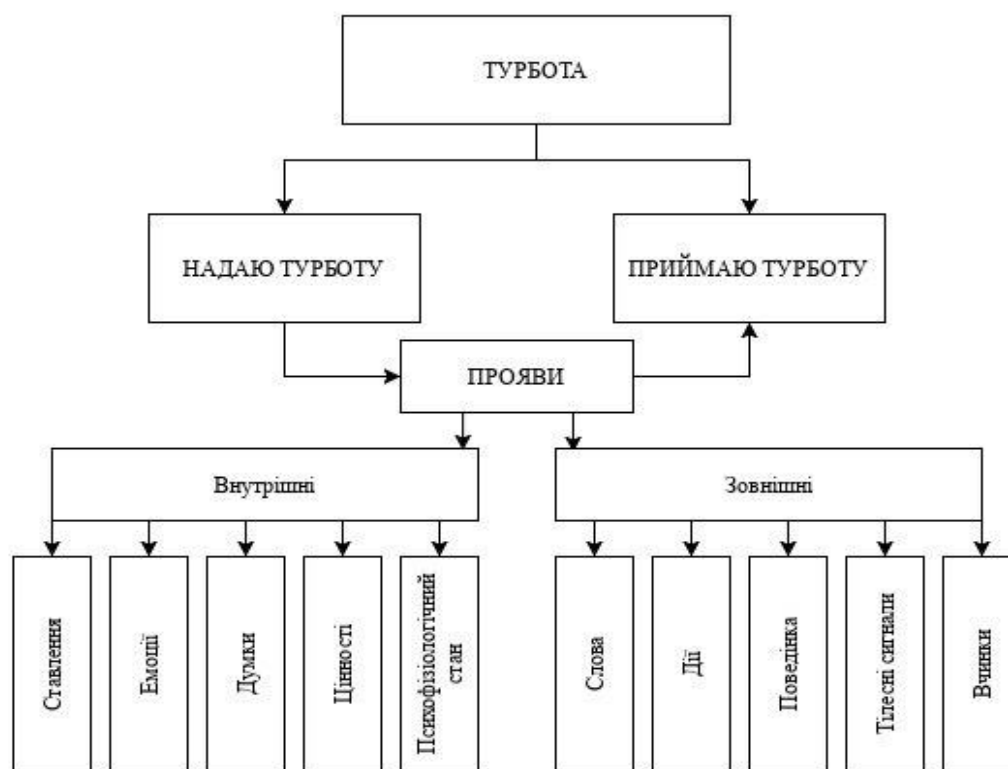 ТУРБОТА
НАДАЮ ТУРБОТУ
ПРИЙМАЮ ТУРБОТУ
ПРОЯВИ
Внутрішні
Зовнішні
Ставлення
Емоції
Думки
Цінності
Психофізіологічний
стан
Слова
Дії
Поведінка
Тілесні сигнали
Вчинки